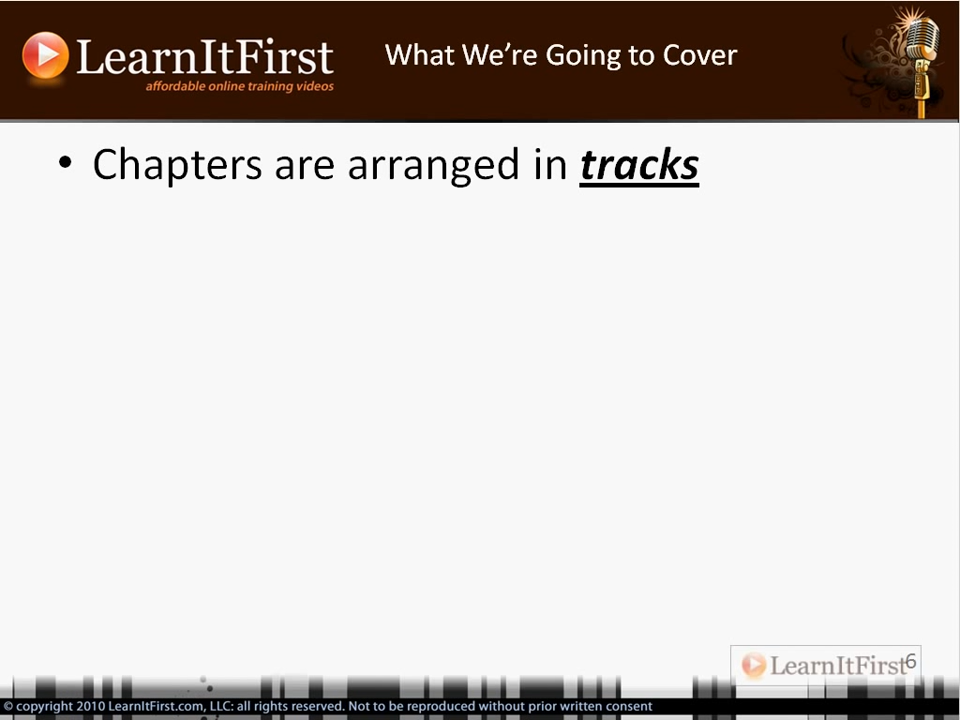 LearnItFirst
affordable online training videos
What We're Going to Cover
• Chapters are arranged in tracks
LearnItFirst
6
© copyright 2010 LearnItFirst.com, LLC: all rights reserved. Not to be reproduced without prior written consent